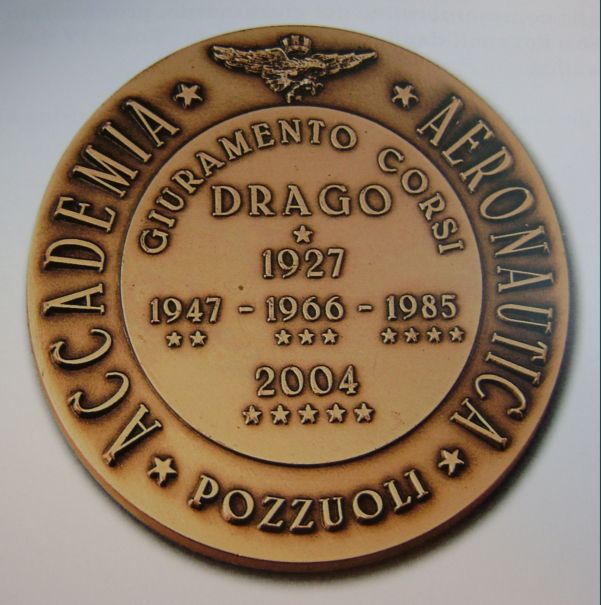 ACCADEMIA ★ ★ AERONAUTICA
GIURAMENTO CORSI
DRAGO
★
1927
1947 - 1966 - 1985
★★ ★★★ ★★★★
2004
★★★★★
★ POZZUOLI ★